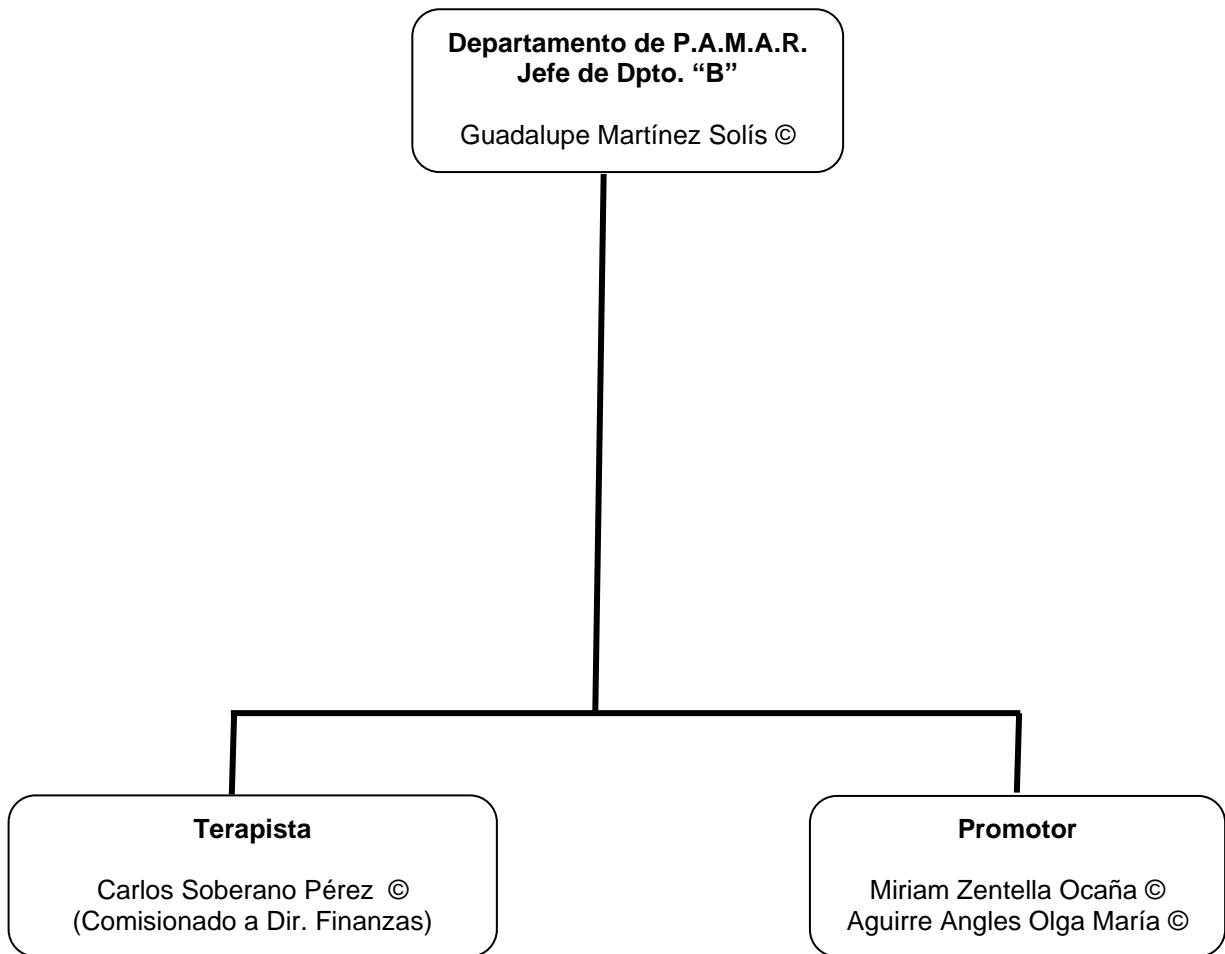 Departamento de P.A.M.A.R.
Jefe de Dpto. “B”
Guadalupe Martínez Solís ©
Terapista
Carlos Soberano Pérez ©
(Comisionado a Dir. Finanzas)
Promotor
Miriam Zentella Ocaña ©
Aguirre Angles Olga María ©